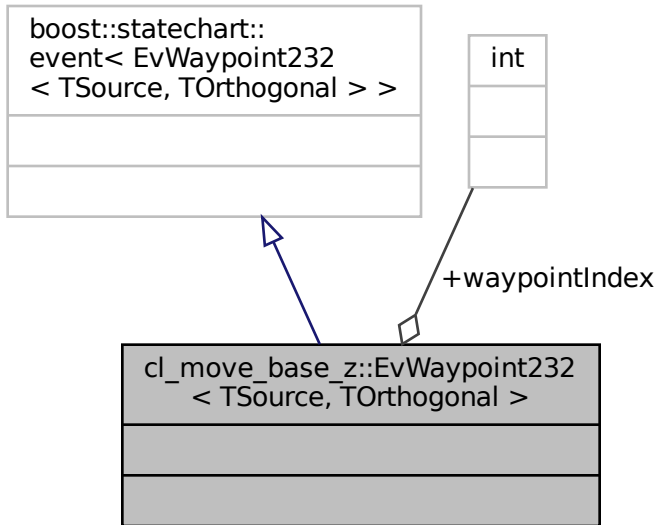 boost::statechart::
event< EvWaypoint232
< TSource, TOrthogonal > >
int
+waypointIndex
cl_move_base_z::EvWaypoint232
< TSource, TOrthogonal >